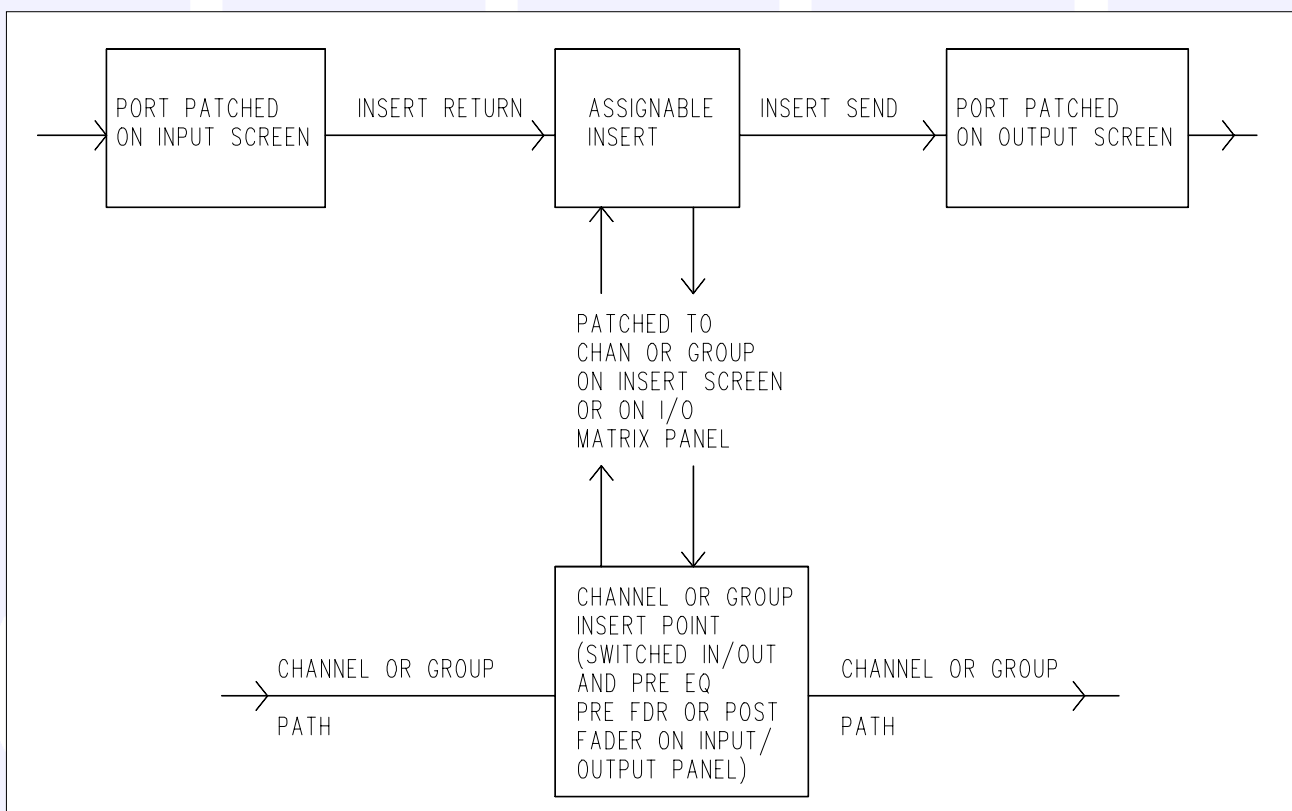 PORT PATCHED
ON INPUT SCREEN
INSERT RETURN
ASSIGNABLE
INSERT
INSERT SEND
PORT PATCHED
ON OUTPUT SCREEN
PATCHED TO
CHAN OR GROUP
ON INSERT SCREEN
OR ON I/O
MATRIX PANEL
CHANNEL OR GROUP
PATH
CHANNEL OR GROUP
INSERT POINT
(SWITCHED IN/OUT
AND PRE EQ
PRE FDR OR POST
FADER ON INPUT/
OUTPUT PANEL)
CHANNEL OR GROUP
PATH